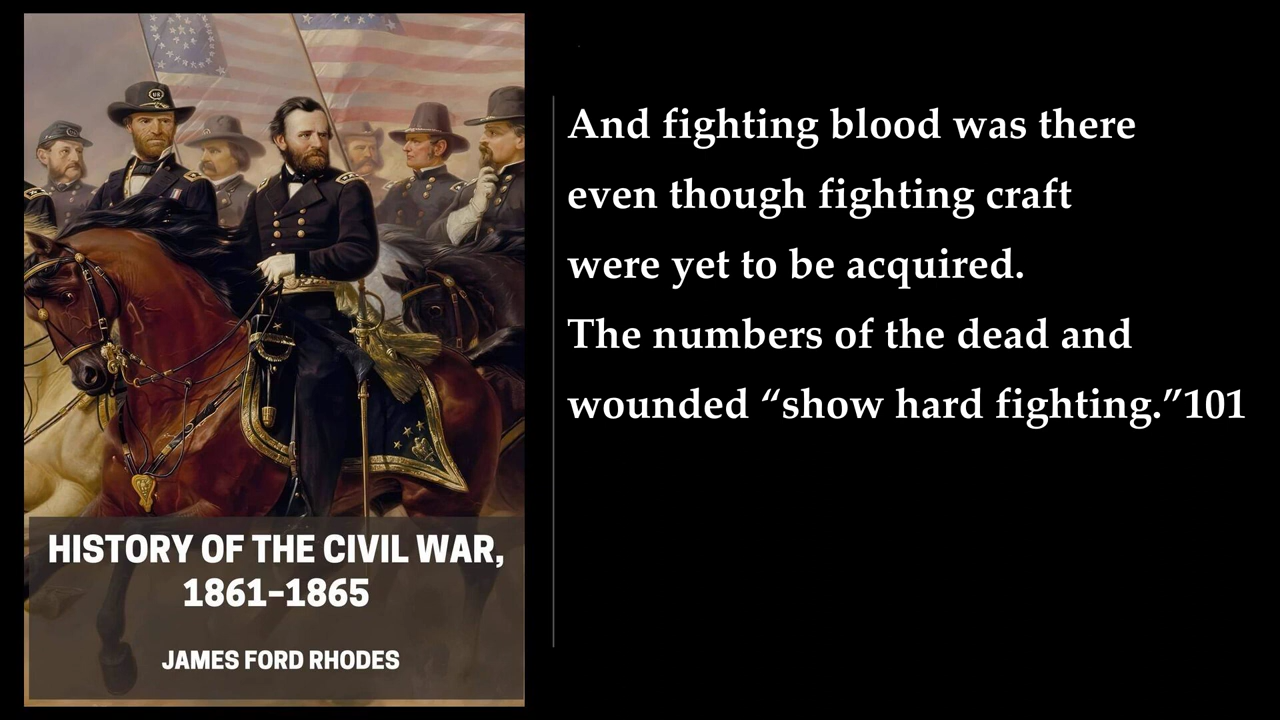 And fighting blood was there
even though fighting craft
were yet to be acquired.
The numbers of the dead and
wounded “show hard fighting.”101
HISTORY OF THE CIVIL WAR,
1861–1865
JAMES FORD RHODES